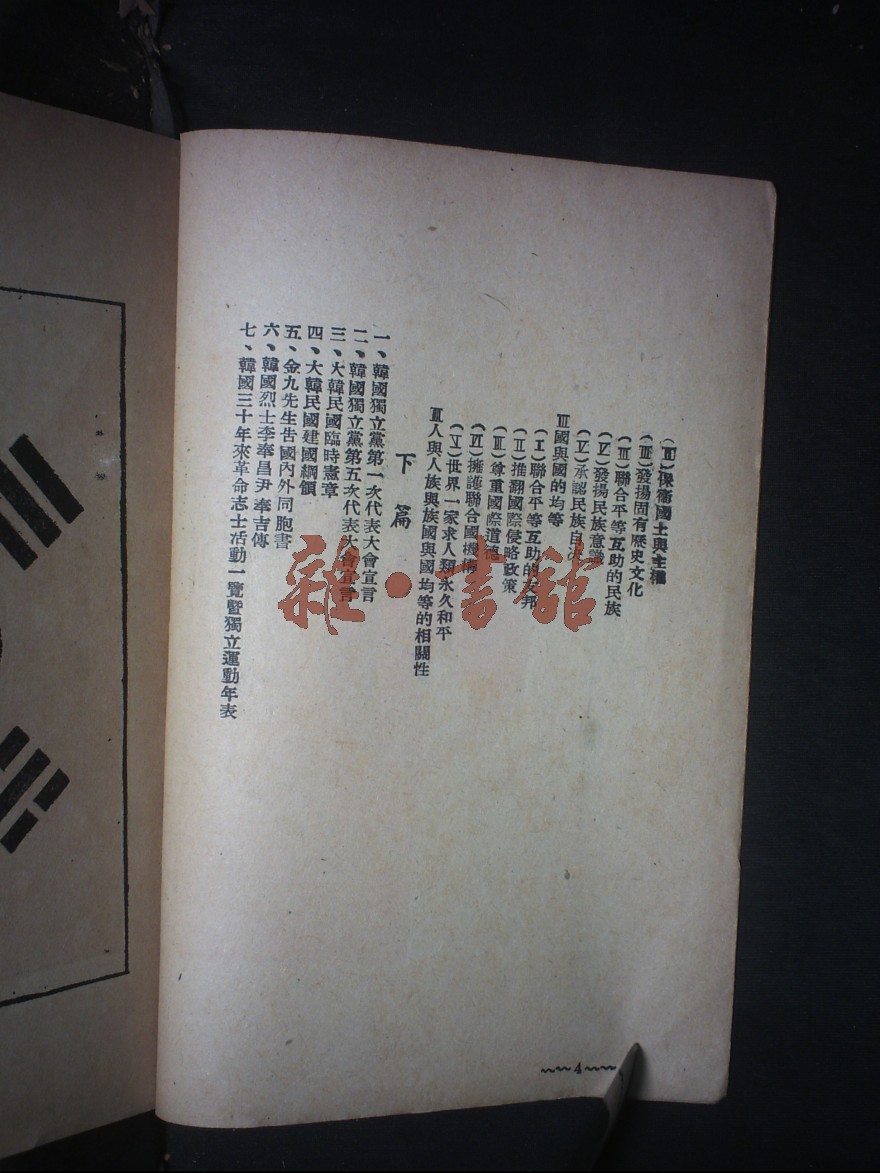 保衛國土與主權
(Ⅲ)發揚固有歷史文化
(Ⅲ)聯合平等互助的民族
(Ⅳ)發揚民族意識
(Ⅴ)承認民族自決
Ⅲ國與國的均等
(Ⅰ)聯合平等互助的友邦
(Ⅱ)推翻國際侵略政策
(Ⅲ)尊重國際道德
(Ⅵ)擁護聯合國機構
(Ⅴ)世界一家求人類永久和平
Ⅲ人與人族與族國與國均等的相關性
下篇
一、韓國獨立黨第一次代表大會宣言
二、韓國獨立黨第五次代表大會宣言
三、大韓民國臨時憲章
四、大韓民國建國綱領
五、金九先生告國內外同胞書
六、韓國烈士李奉昌尹奉吉傳
七、韓國三十年來革命志士活動一覽暨獨立運動年表
4
雜·書館